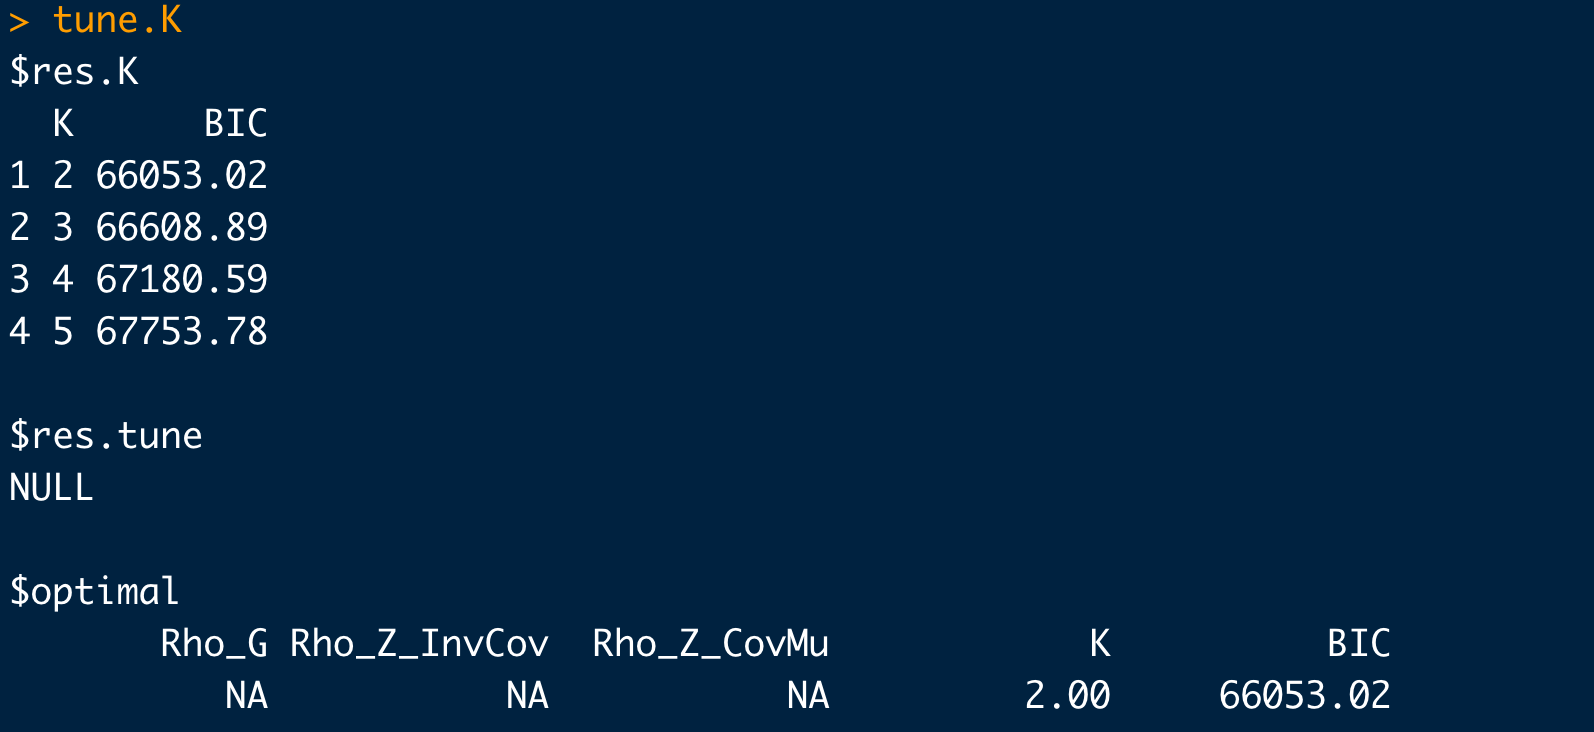 > tune.K
$res.K
  K      BIC
1 2 66053.02
2 3 66608.89
3 4 67180.59
4 5 67753.78
$res.tune
NULL
$optimal
       Rho_G Rho_Z_InvCov  Rho_Z_CovMu            K          BIC
          NA           NA           NA         2.00     66053.02